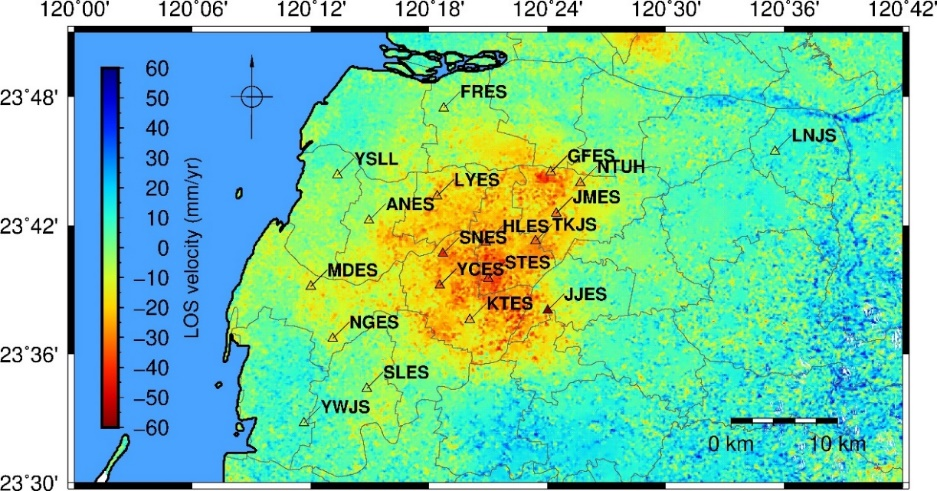 120°00' 120°06' 120°12' 120°18' 120°24' 120°30' 120°36' 120°42'
23°48'
23°42'
23°36'
23°30'
60
50
40
30
20
10
0
−10
−20
−30
−40
−50
−60
LOS velocity (mm/yr)
FRES
LNJS
YSLL
GFES
NTUH
LYES
ANES
JMES
HLES
TKJS
SNES
MDES
YCES
STES
KTES
JJES
NGES
SLES
YWJS
0 km 10 km